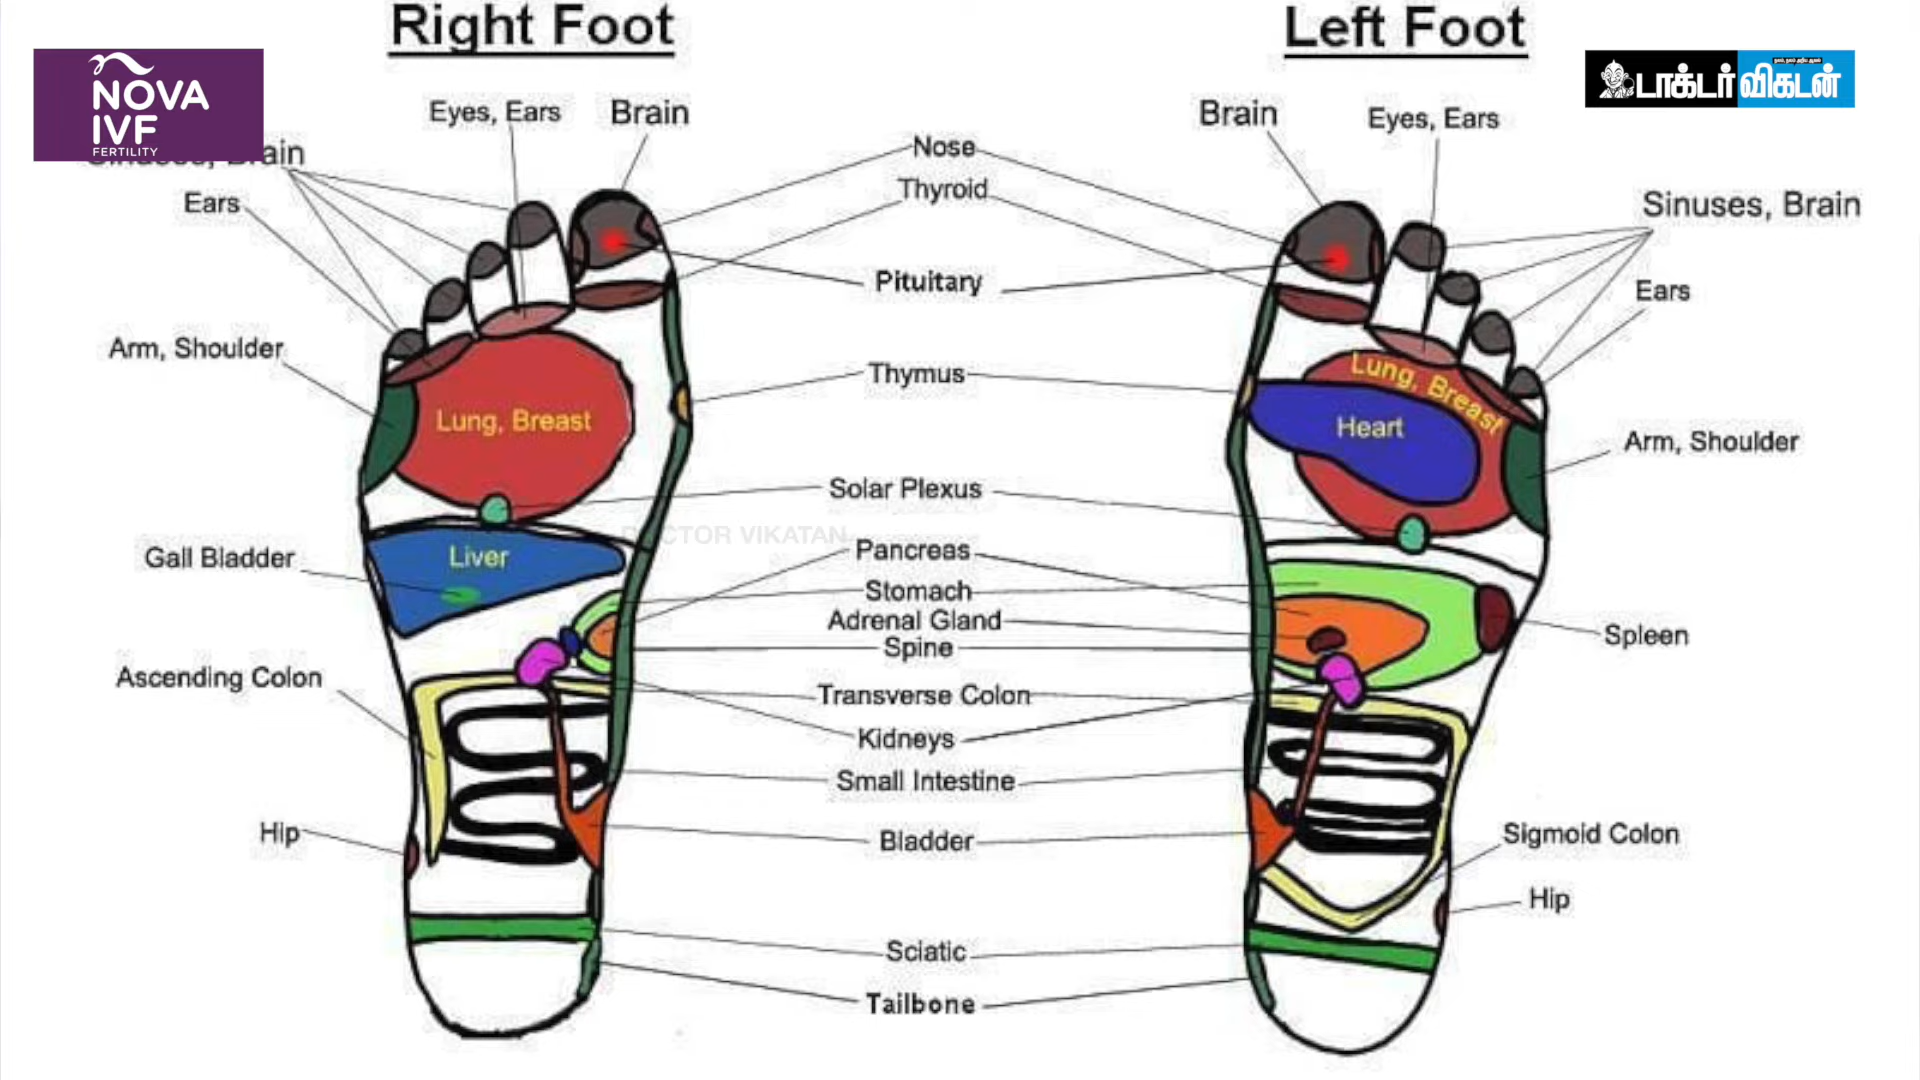 Right Foot
Left Foot
NOVA
IVF
FERTILITY
டாக்டர் விகடன்
Eyes, Ears
Brain
Brain
Eyes, Ears
Nose
Brain
Thyroid
Ears
Sinuses, Brain
Pituitary
Ears
Arm, Shoulder
Thymus
Lung, Breast
Lung, Breast
Heart
Arm, Shoulder
Solar Plexus
DOCTOR VIKATAN
Gall Bladder
Liver
Pancreas
Stomach
Adrenal Gland
Spine
Spleen
Ascending Colon
Transverse Colon
Kidneys
Small Intestine
Hip
Bladder
Sigmoid Colon
Hip
Sciatic
Tailbone